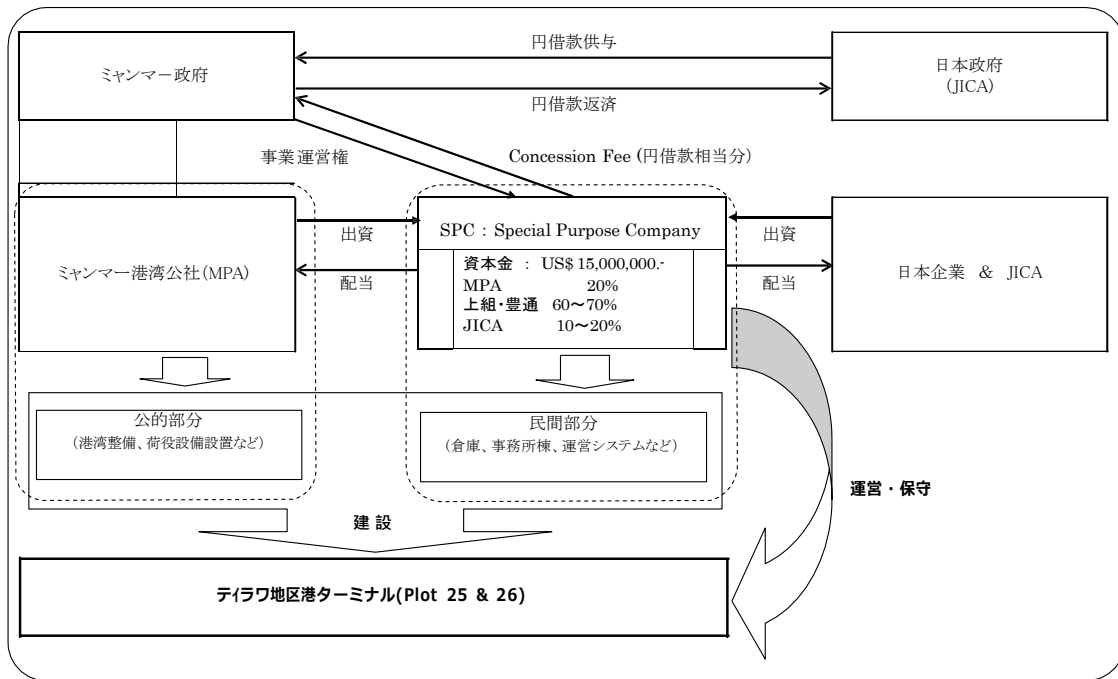 円借款供与
ミャンマー政府
日本政府
(JICA)
円借款返済
事業運営権
Concession Fee (円借款相当分)
SPC : Special Purpose Company
出資
出資
資本金 : US$ 15,000,000.-
ミャンマー港湾公社(MPA)
配当
MPA 20%
配当
日本企業 & JICA
上組・豊通 60～70%
JICA 10～20%
公的部分
(港湾整備、荷役設備設置など)
民間部分
(倉庫、事務所棟、運営システムなど)
運営・保守
建 設
ティラワ地区港ターミナル(Plot 25 & 26)